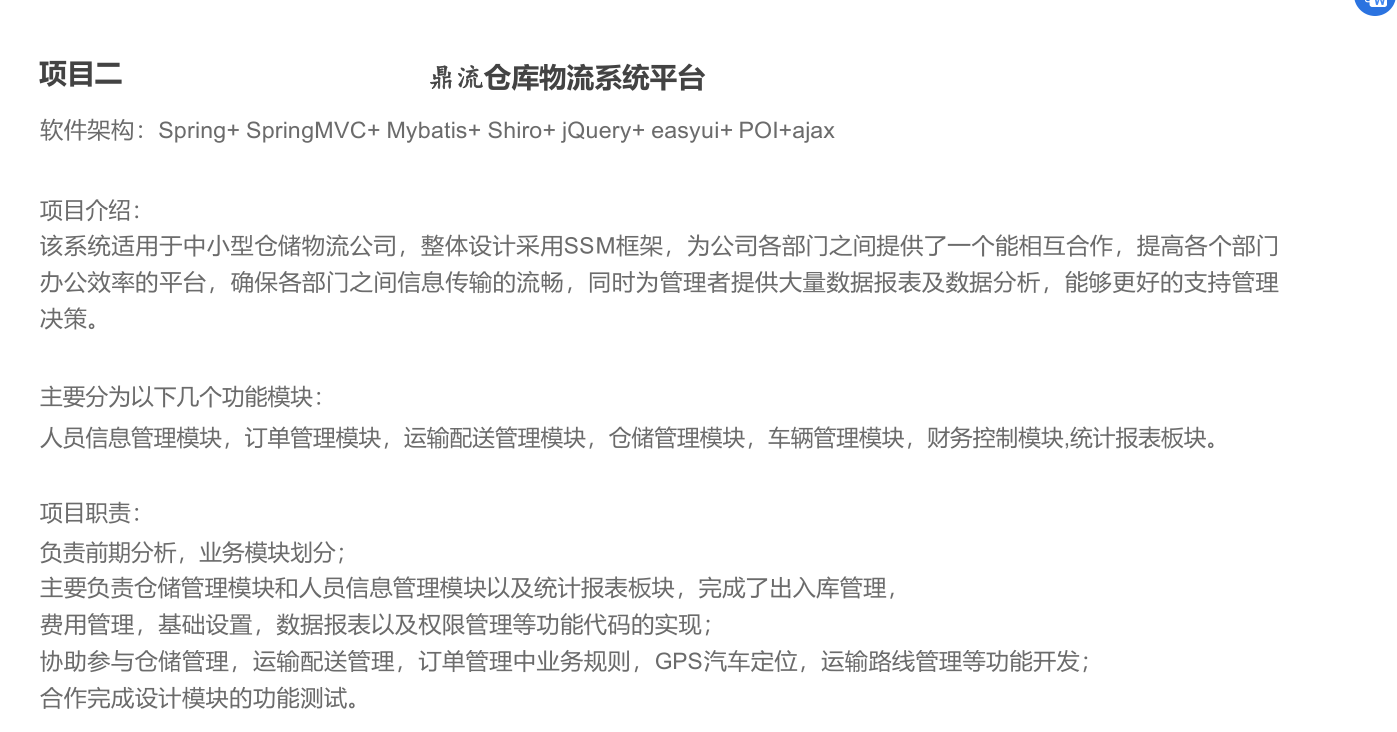 项目二 鼎流仓库物流系统平台
软件架构：Spring+ SpringMVC+ Mybatis+ Shiro+ jQuery+ easyui+ POI+ajax
项目介绍：
该系统适用于中小型仓储物流公司，整体设计采用SSM框架，为公司各部门之间提供了一个能相互合作，提高各个部门
办公效率的平台，确保各部门之间信息传输的流畅，同时为管理者提供大量数据报表及数据分析，能够更好的支持管理
决策。
主要分为以下几个功能模块：
人员信息管理模块，订单管理模块，运输配送管理模块，仓储管理模块，车辆管理模块，财务控制模块,统计报表板块。
项目职责：
负责前期分析，业务模块划分；
主要负责仓储管理模块和人员信息管理模块以及统计报表板块，完成了出入库管理，
费用管理，基础设置，数据报表以及权限管理等功能代码的实现；
协助参与仓储管理，运输配送管理，订单管理中业务规则，GPS汽车定位，运输路线管理等功能开发；
合作完成设计模块的功能测试。